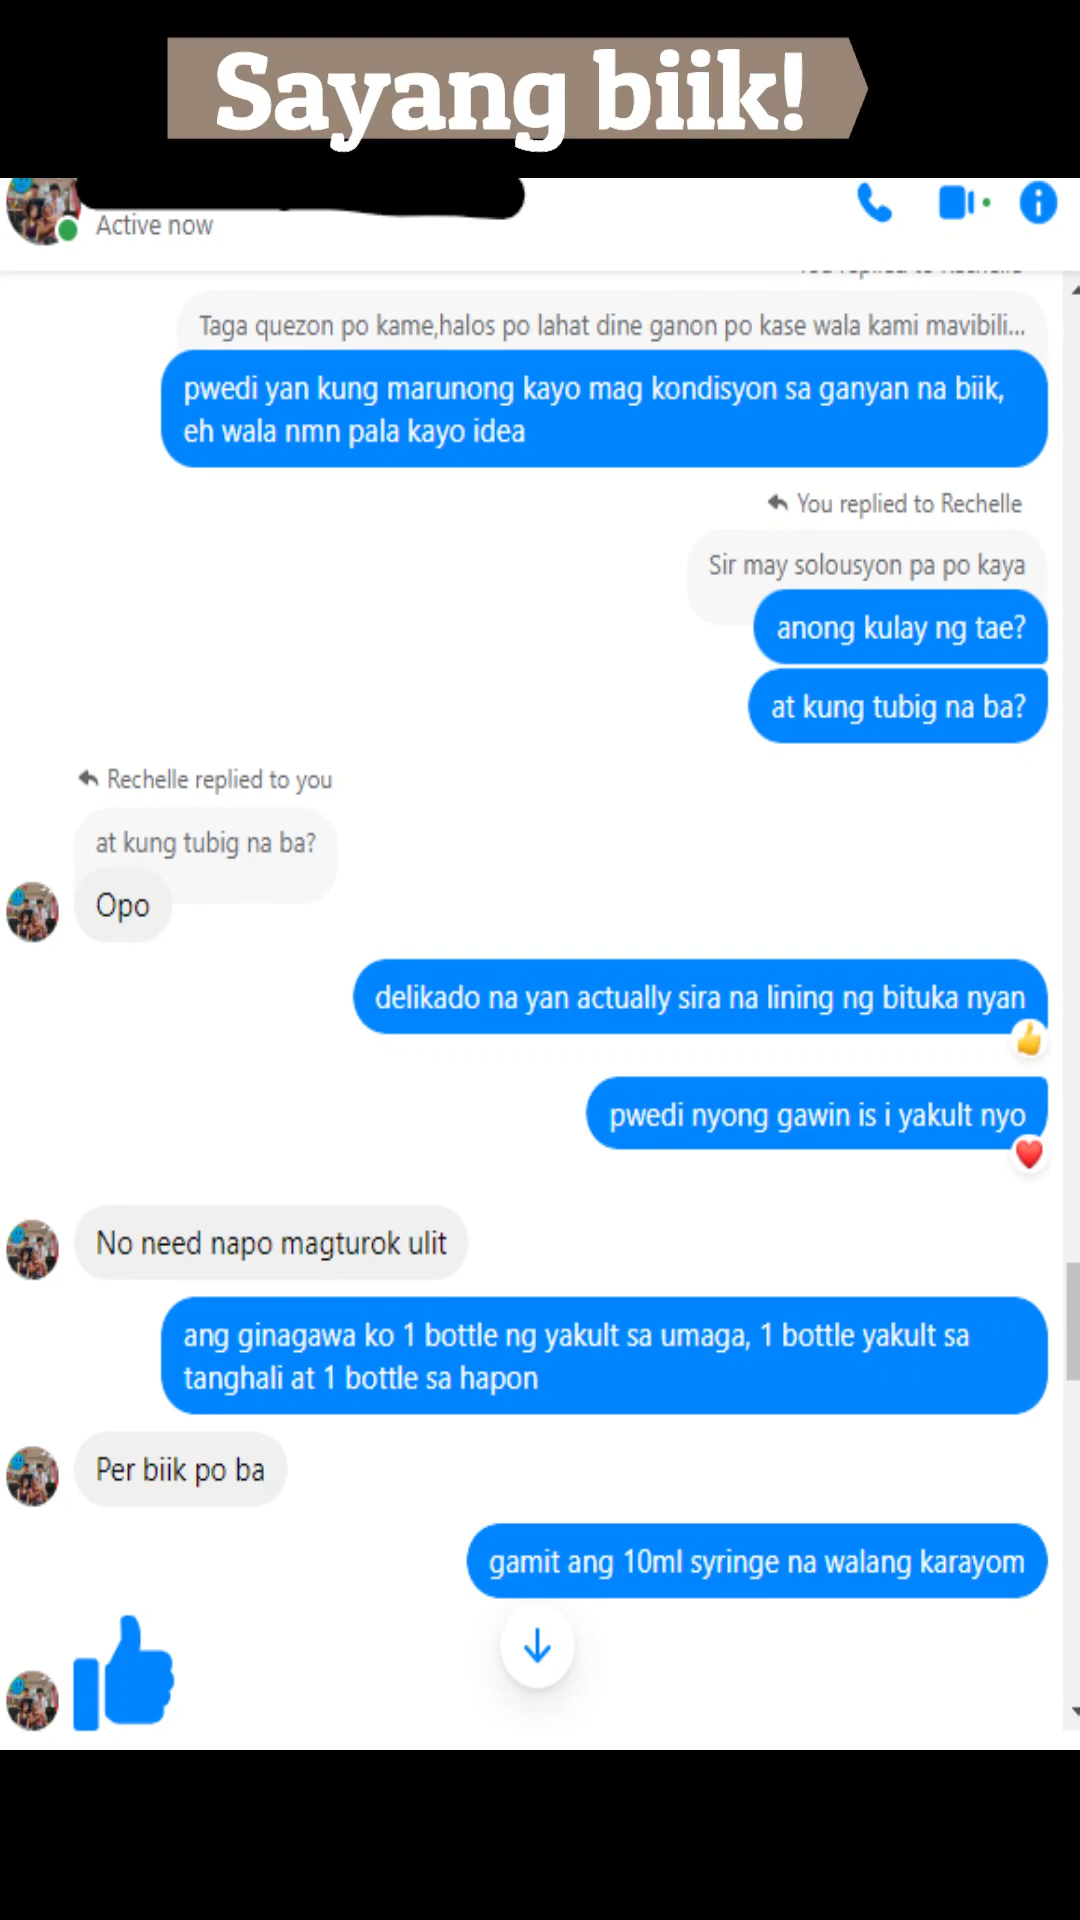 Sayang biik!
Active now
You replied to Rechelle
Taga quezon po kame,halos po lahat dine ganon po kase wala kami mavibili...
pwedi yan kung marunong kayo mag kondisyon sa ganyan na biik,
eh wala nmn pala kayo idea
You replied to Rechelle
Sir may solousyon pa po kaya
anong kulay ng tae?
at kung tubig na ba?
Rechelle replied to you
at kung tubig na ba?
Opo
delikado na yan actually sira na lining ng bituka nyan
pwedi nyong gawin is i yakult nyo
No need napo magturok ulit
ang ginagawa ko 1 bottle ng yakult sa umaga, 1 bottle yakult sa
tanghali at 1 bottle sa hapon
Per biik po ba
gamit ang 10ml syringe na walang karayom